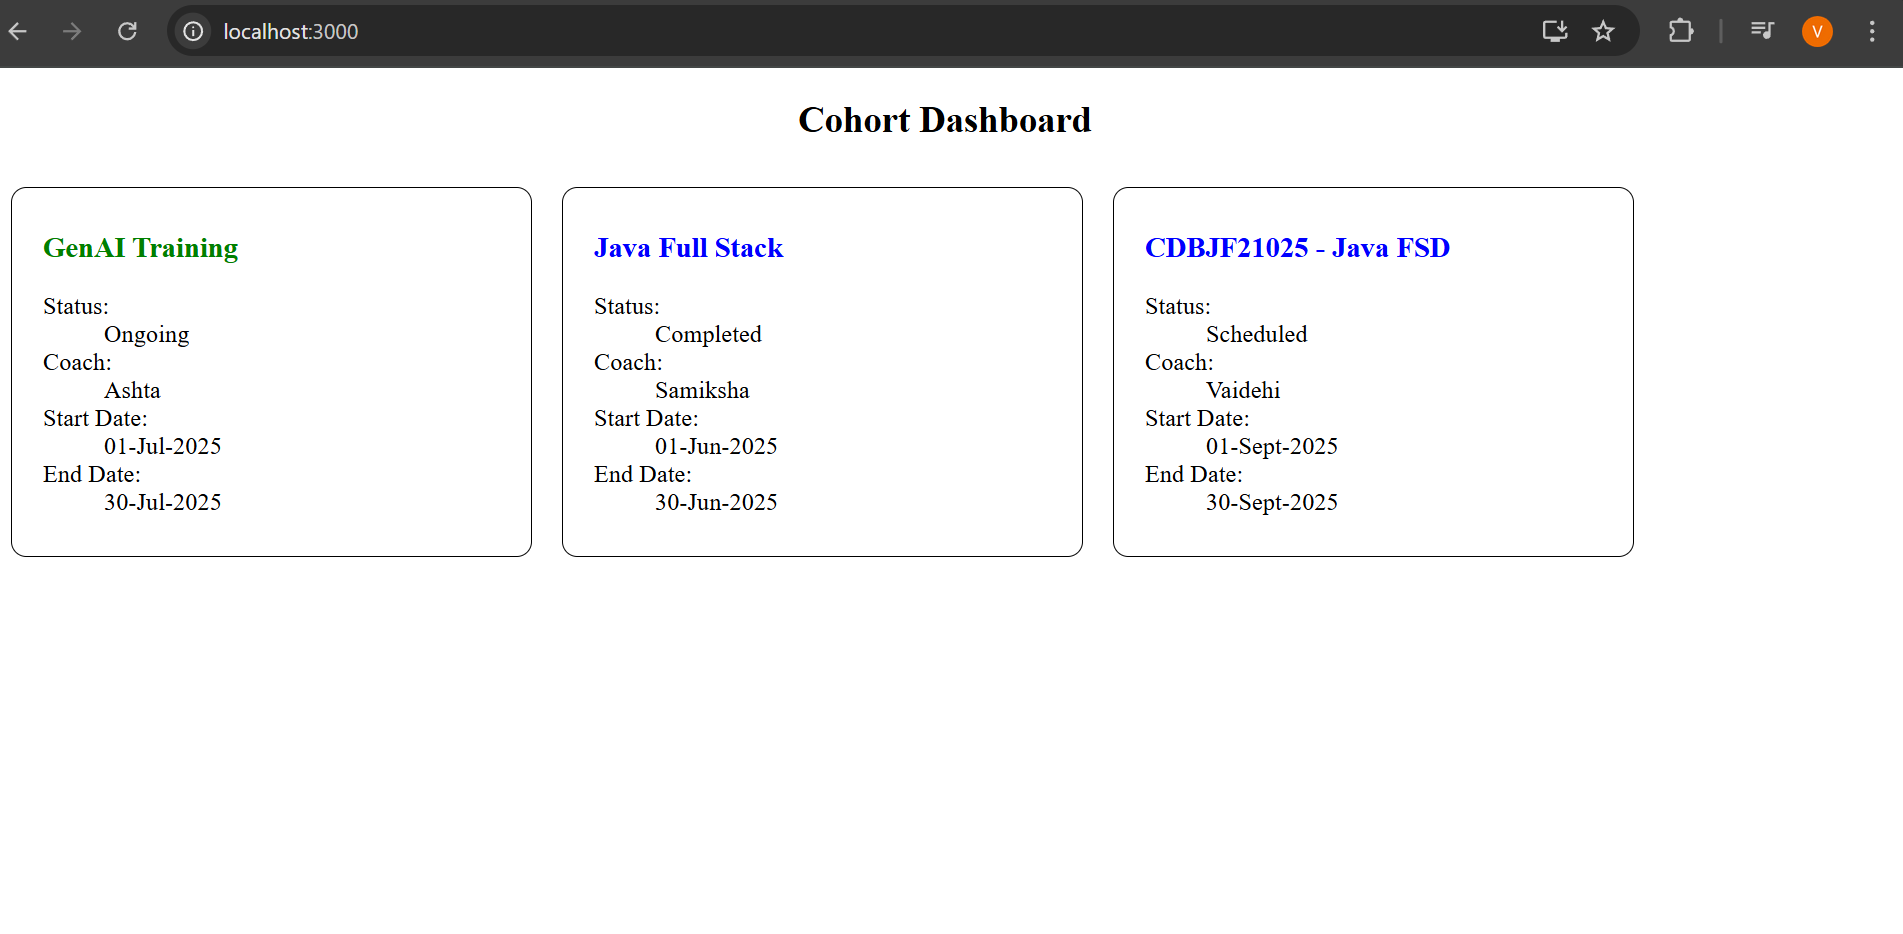 localhost:3000
V
Cohort Dashboard
GenAI Training
Status:
Ongoing
Coach:
Ashta
Start Date:
01-Jul-2025
End Date:
30-Jul-2025
Java Full Stack
Status:
Completed
Coach:
Samiksha
Start Date:
01-Jun-2025
End Date:
30-Jun-2025
CDBJF21025 - Java FSD
Status:
Scheduled
Coach:
Vaidehi
Start Date:
01-Sept-2025
End Date:
30-Sept-2025